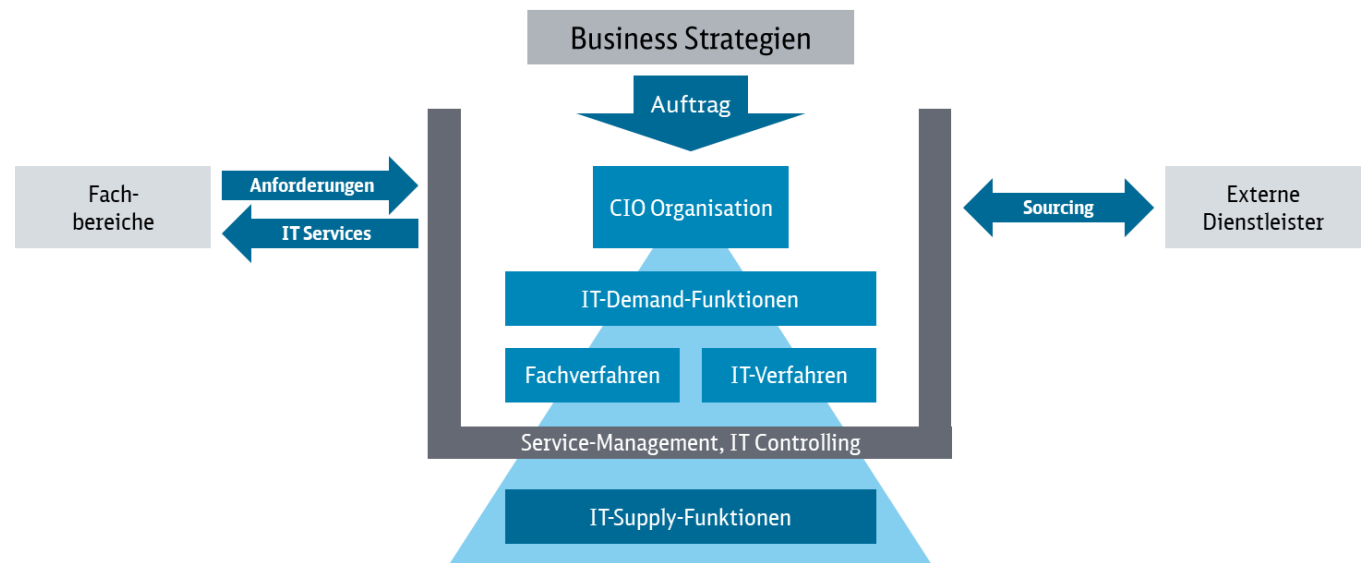 Business Strategien
Auftrag
Fach-
bereiche
Anforderungen
IT Services
CIO Organisation
Sourcing
Externe
Dienstleister
IT-Demand-Funktionen
Fachverfahren
IT-Verfahren
Service-Management, IT Controlling
IT-Supply-Funktionen